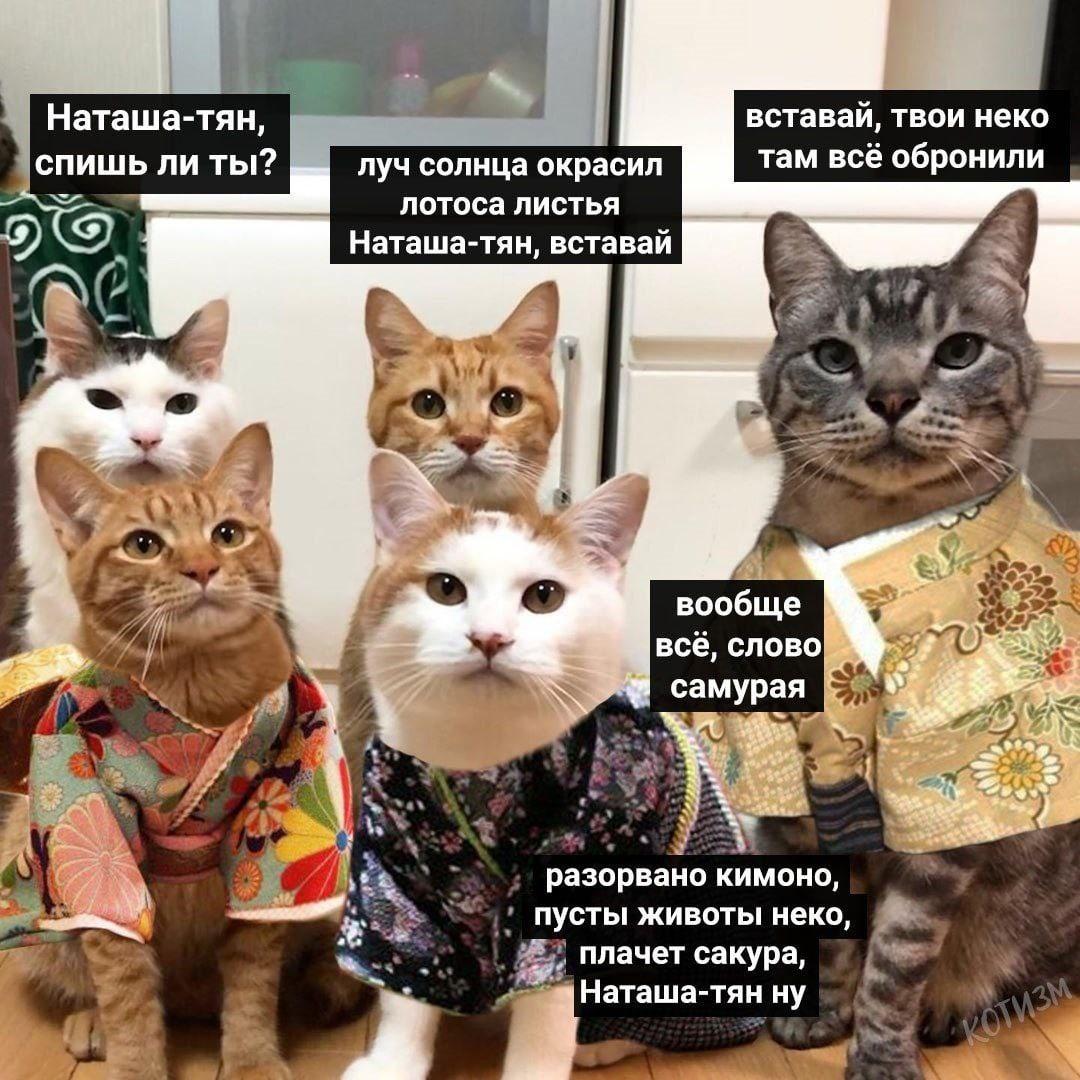 Наташа-тян,
спишь ли ты?
луч солнца окрасил
лотоса листья
Наташа-тян, вставай
вставай, твои неко
там всё обронили
вообще
всё, слово
самурая
разорвано кимоно,
пусты животы неко,
плачет сакура,
Наташа-тян ну
КОТИЗМ